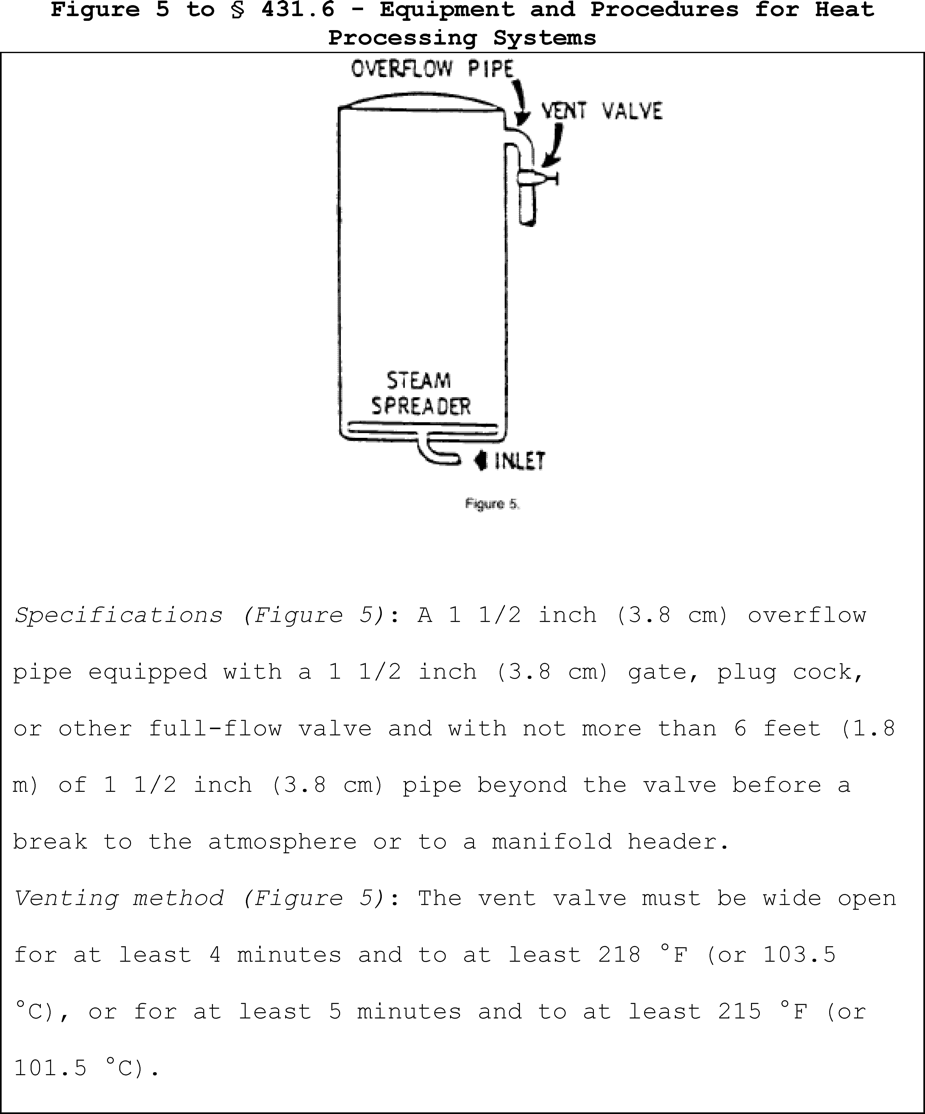 Figure 5 to § 431.6 - Equipment and Procedures for Heat
Processing Systems
OVERFLOW PIPE
VENT VALVE
STEAM
SPREADER
INLET
Figure 5.
Specifications (Figure 5): A 1 1/2 inch (3.8 cm) overflow
pipe equipped with a 1 1/2 inch (3.8 cm) gate, plug cock,
or other full-flow valve and with not more than 6 feet (1.8
m) of 1 1/2 inch (3.8 cm) pipe beyond the valve before a
break to the atmosphere or to a manifold header.
Venting method (Figure 5): The vent valve must be wide open
for at least 4 minutes and to at least 218 °F (or 103.5
°C), or for at least 5 minutes and to at least 215 °F (or
101.5 °C).